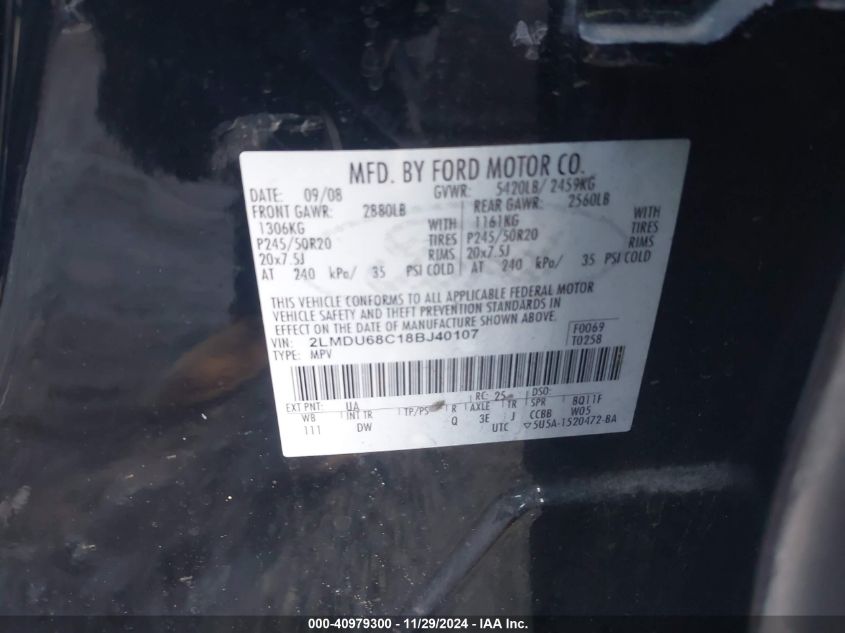 MFD. BY FORD MOTOR CO.
DATE: 09/08 GVWR: 5420LB/ 2459KG
FRONT GAWR: 2880LB REAR GAWR: 2560LB
1306KG WITH 1161KG WITH
P245/50R20 TIRES P245/50R20 TIRES
20x7.5J RIMS 20x7.5J RIMS
AT 240 kPa/ 35 PSI COLD AT 240 kPa/ 35 PSI COLD
THIS VEHICLE CONFORMS TO ALL APPLICABLE FEDERAL MOTOR
VEHICLE SAFETY AND THEFT PREVENTION STANDARDS IN
EFFECT ON THE DATE OF MANUFACTURE SHOWN ABOVE.
VIN: 2LMDU68C18BJ40107 F0069
TYPE: MPV T0258
EXT PNT: UA RC: 25 DSO:
WB INT TR TP/PS R AXLE TR SPR 8Q11F
111 DW Q 3E J CCBB W05
UTC ▽5U5A-1520472-BA
000-40979300 - 11/29/2024 - IAA Inc.